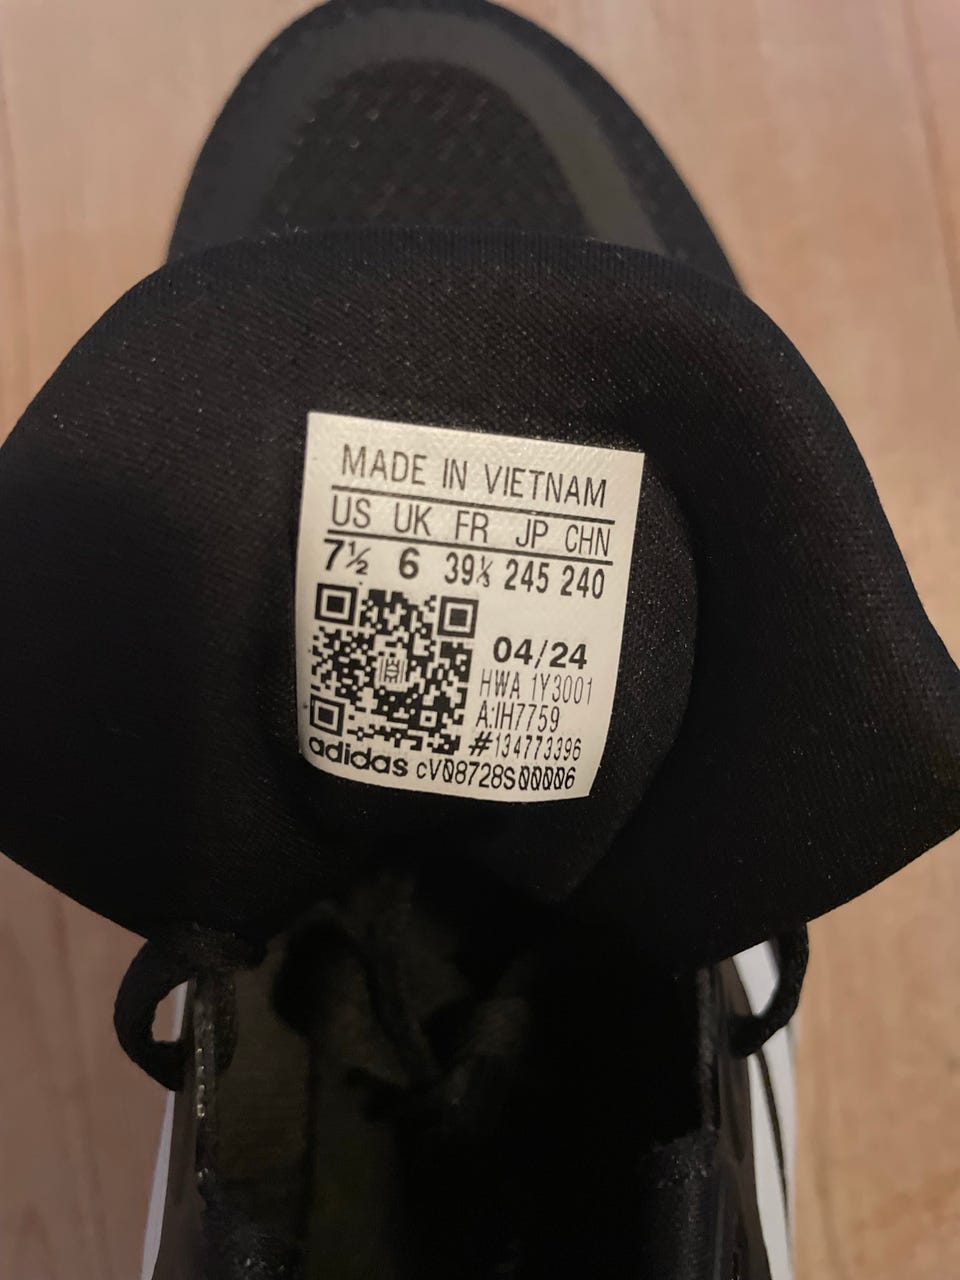 MADE IN VIETNAM
US UK FR JP CHN
7½ 6 39⅓ 245 240
04/24
HWA 1Y3001
A:IH7759
#134773396
adidas cV08728S00006